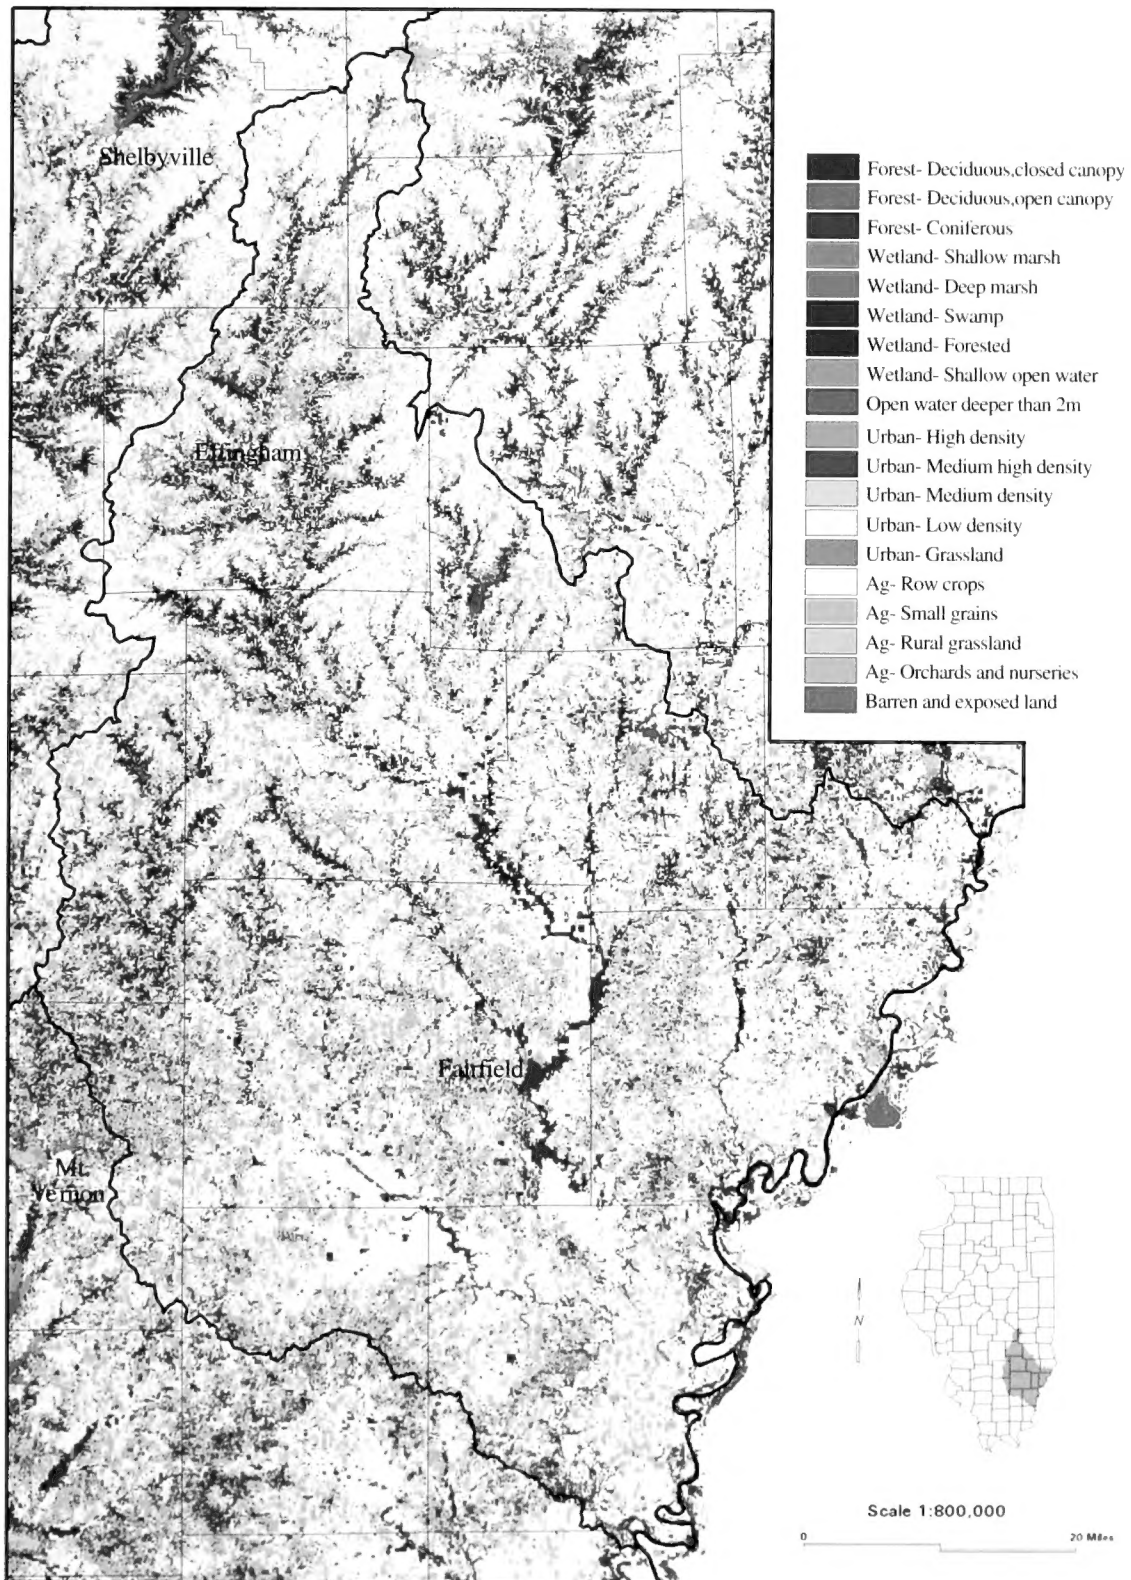 Shelbyville
Effingham
Fairfield
Mt.
Vernon
Forest- Deciduous,closed canopy
Forest- Deciduous,open canopy
Forest- Coniferous
Wetland- Shallow marsh
Wetland- Deep marsh
Wetland- Swamp
Wetland- Forested
Wetland- Shallow open water
Open water deeper than 2m
Urban- High density
Urban- Medium high density
Urban- Medium density
Urban- Low density
Urban- Grassland
Ag- Row crops
Ag- Small grains
Ag- Rural grassland
Ag- Orchards and nurseries
Barren and exposed land
N
Scale 1:800,000
0 20 Miles